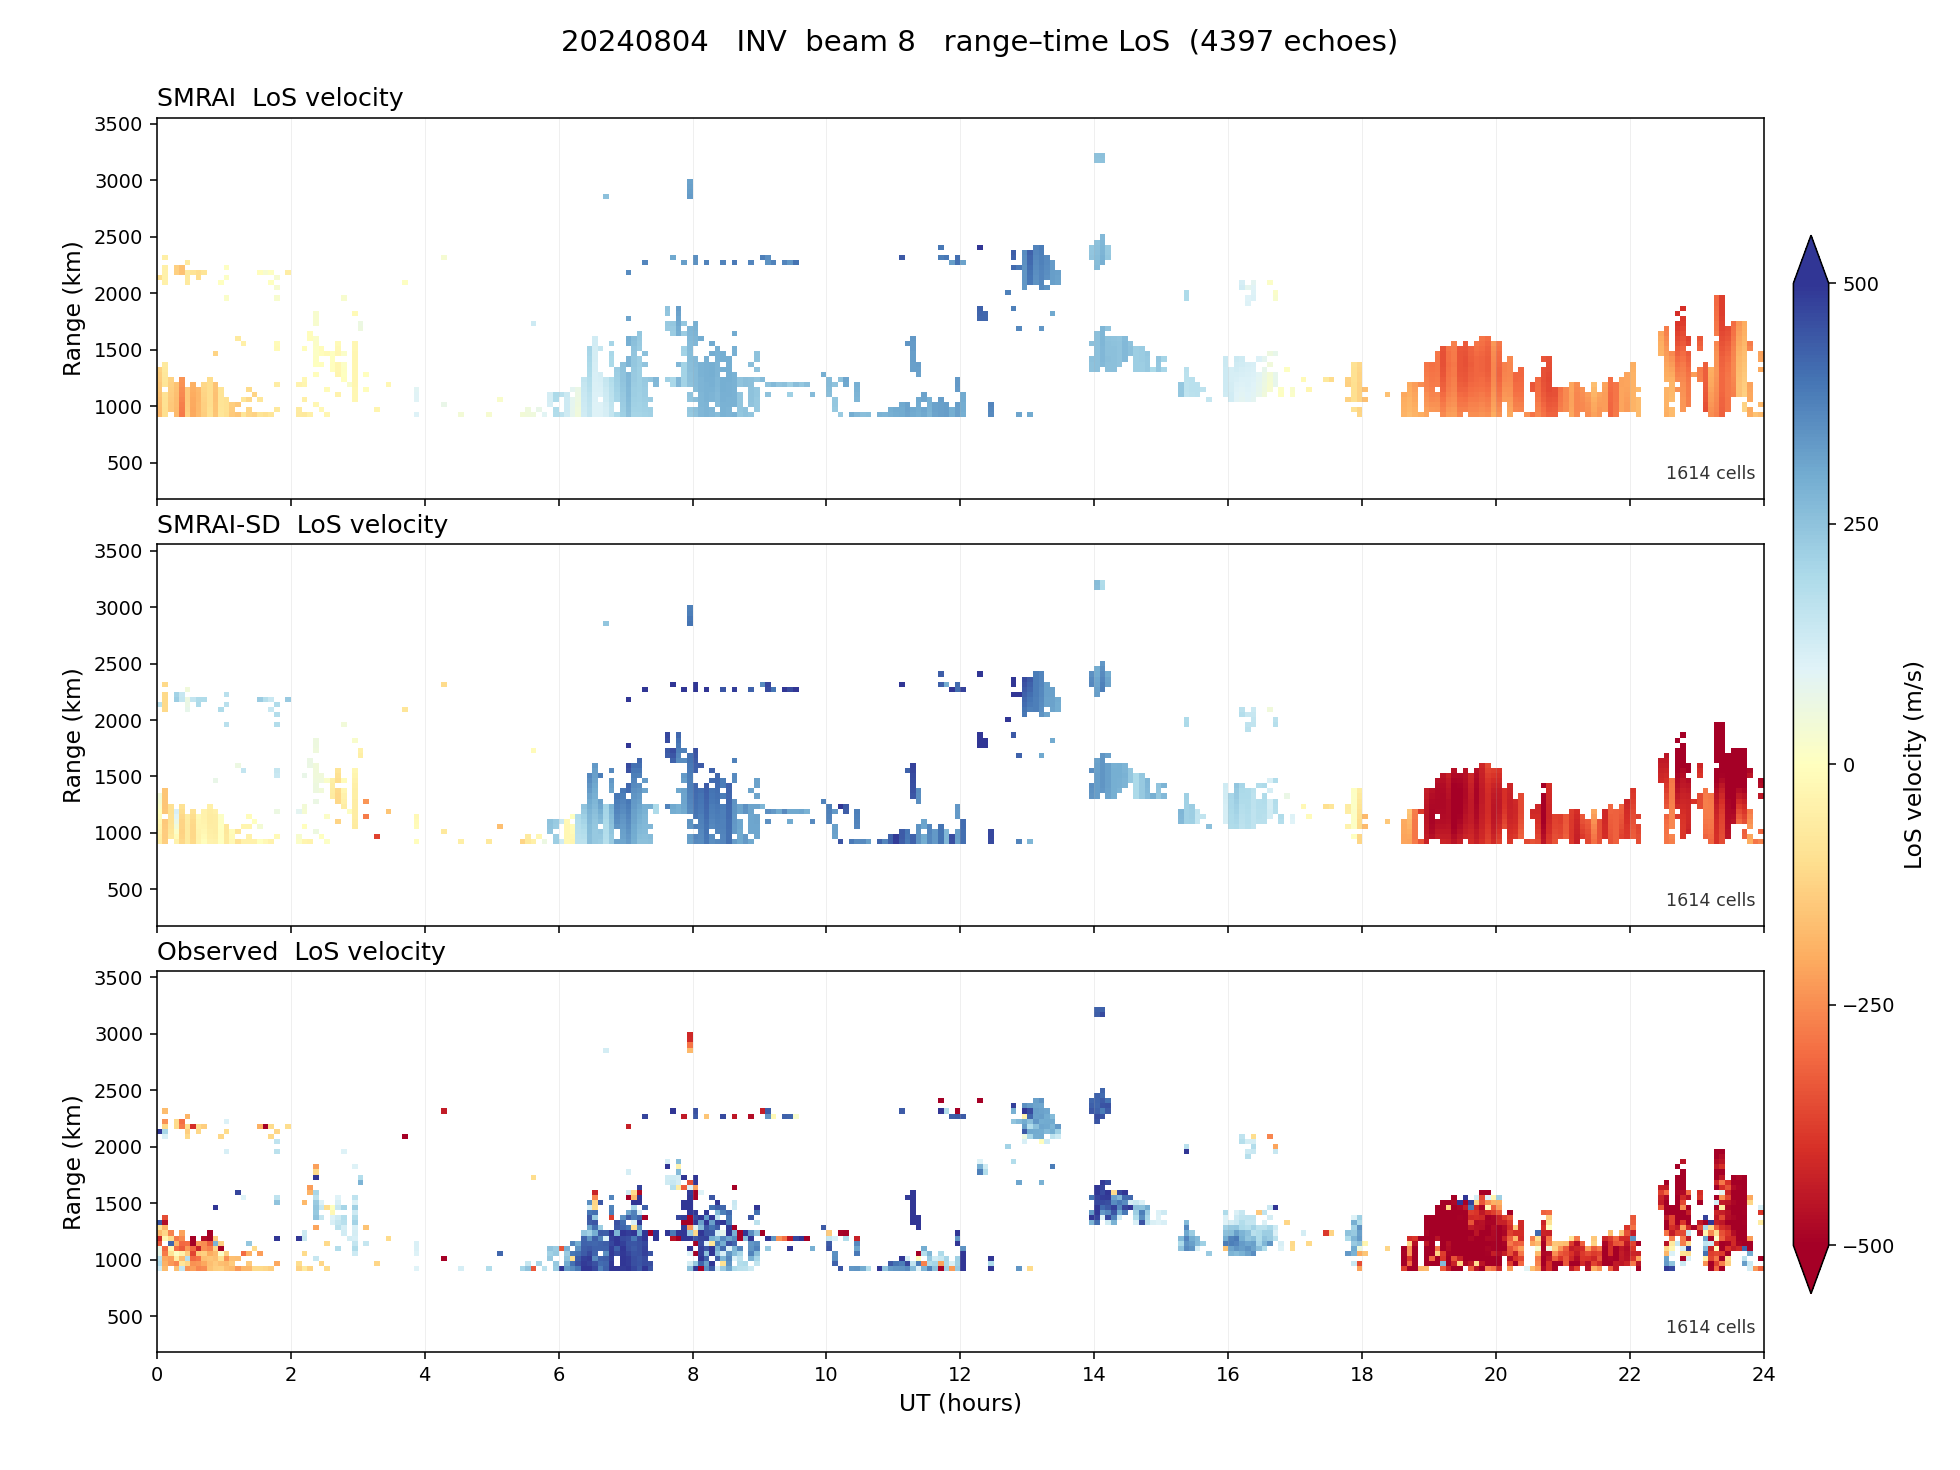 20240804   INV  beam 8   range–time LoS  (4397 echoes)
SMRAI  LoS velocity
3500
3000
2500
2000
1500
1000
500
Range (km)
1614 cells
SMRAI-SD  LoS velocity
3500
3000
2500
2000
1500
1000
500
Range (km)
1614 cells
Observed  LoS velocity
3500
3000
2500
2000
1500
1000
500
Range (km)
1614 cells
0 2 4 6 8 10 12 14 16 18 20 22 24
UT (hours)
500
250
0
−250
−500
LoS velocity (m/s)